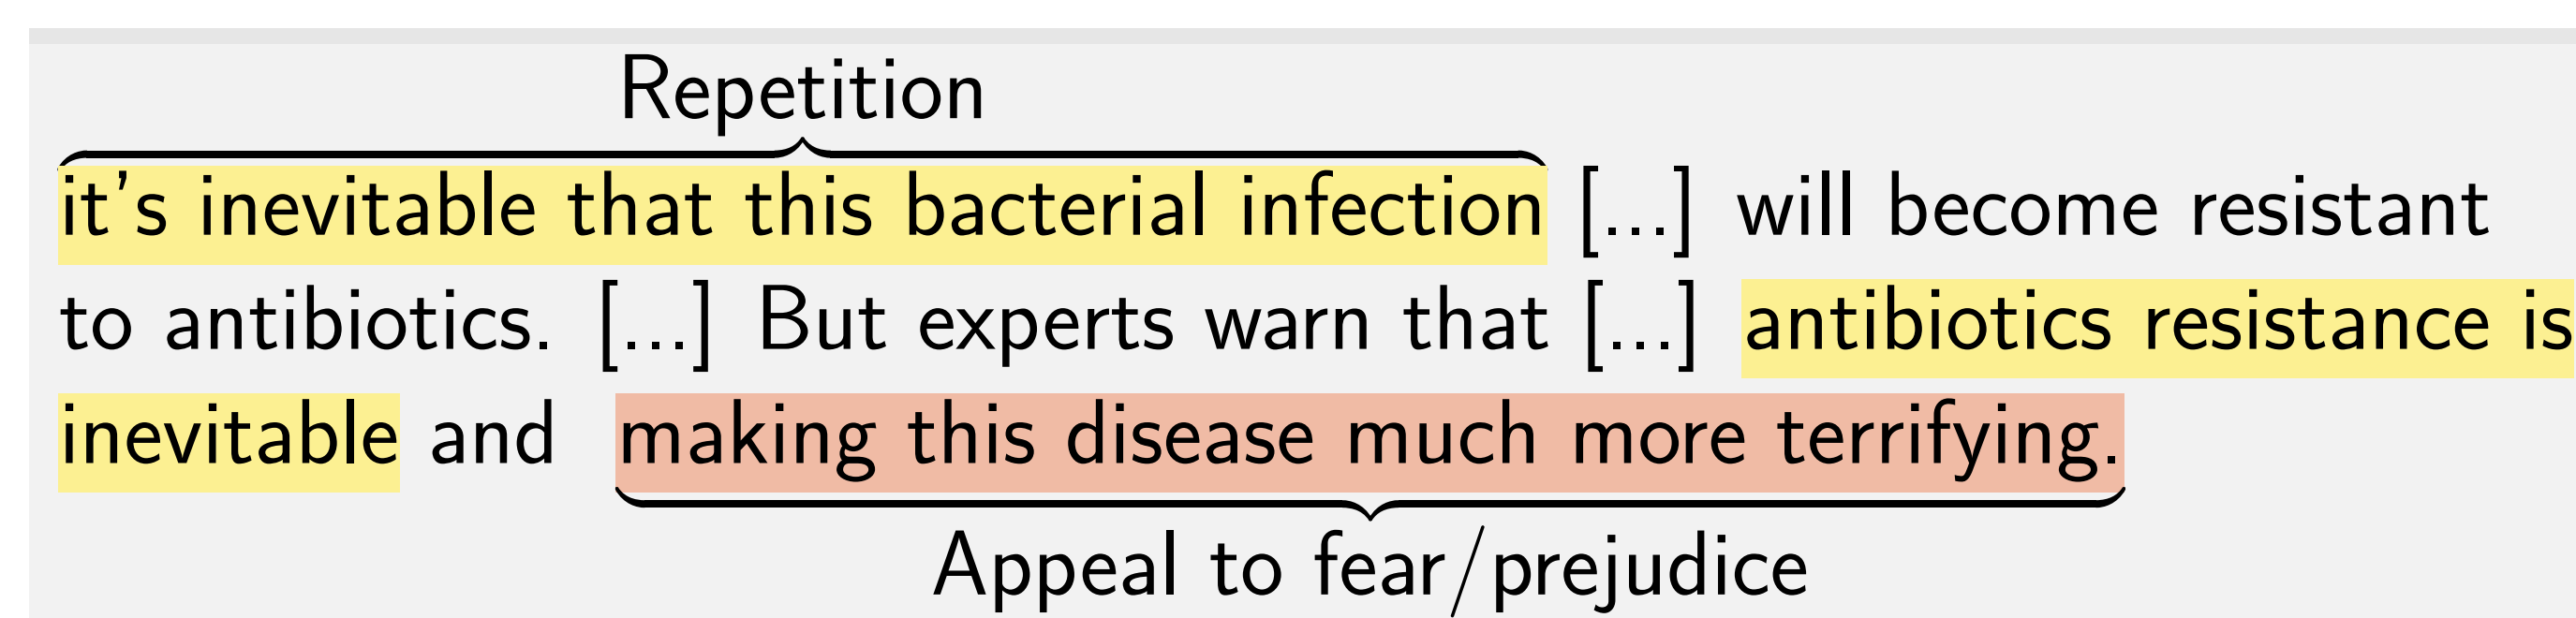 Repetition
it's inevitable that this bacterial infection [...] will become resistant
to antibiotics. [...] But experts warn that [...] antibiotics resistance is
inevitable and making this disease much more terrifying.
Appeal to fear/prejudice